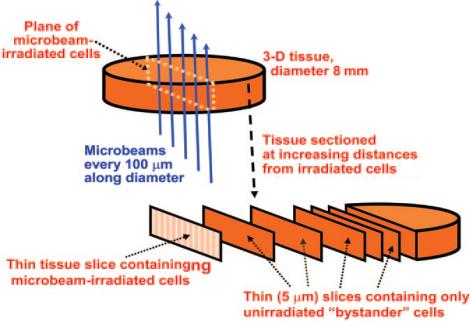 Plane of
microbeam-
irradiated cells
3-D tissue,
diameter 8 mm
Microbeams
every 100 μm
along diameter
Tissue sectioned
at increasing distances
from irradiated cells
Thin tissue slice containingng
microbeam-irradiated cells
Thin (5 μm) slices containing only
unirradiated “bystander” cells